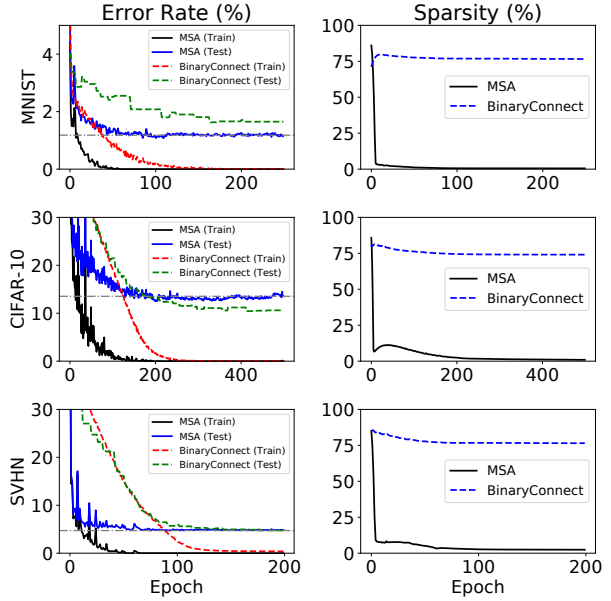 Error Rate (%)
Sparsity (%)
MNIST
4
2
0
0
100
200
MSA (Train)
MSA (Test)
BinaryConnect (Train)
BinaryConnect (Test)
100
75
50
25
0
0
100
200
MSA
BinaryConnect
CIFAR-10
30
20
10
0
0
200
400
MSA (Train)
MSA (Test)
BinaryConnect (Train)
BinaryConnect (Test)
100
75
50
25
0
0
200
400
MSA
BinaryConnect
SVHN
30
20
10
0
0
100
200
MSA (Train)
MSA (Test)
BinaryConnect (Train)
BinaryConnect (Test)
Epoch
100
75
50
25
0
0
100
200
MSA
BinaryConnect
Epoch